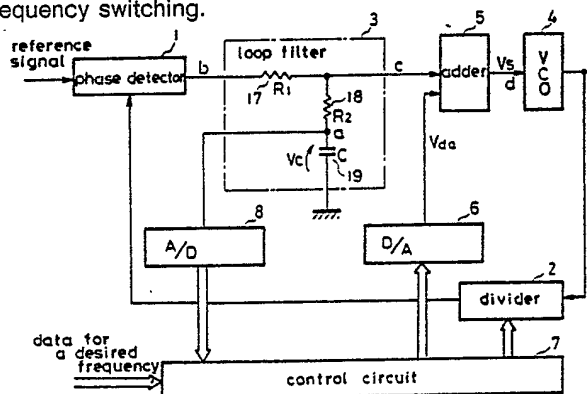 equency switching.
reference
signal
1
phase detector
b
3
loop filter
17
R1
18
R2
a
Vc
C
19
c
5
adder
Vs
d
4
VCO
Vda
8
A/D
6
D/A
2
divider
data for
a desired
frequency
7
control circuit